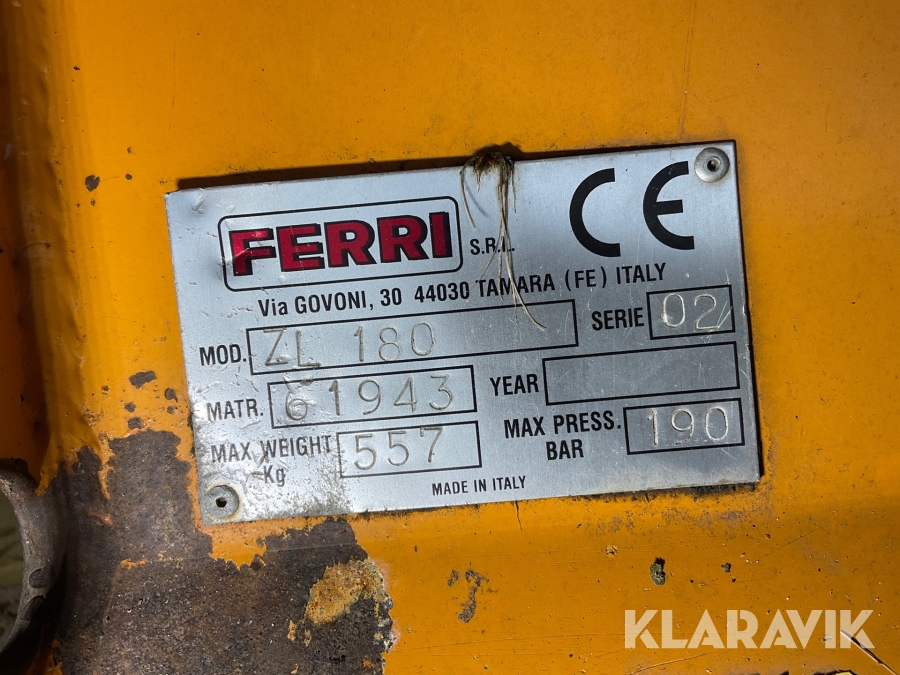 FERRI S.R.L. CE
Via GOVONI, 30 44030 TAMARA (FE) ITALY
MOD. ZL 180 SERIE 02
MATR. 61943 YEAR
MAX WEIGHT Kg 557 MAX PRESS. BAR 190
MADE IN ITALY
KLARAVIK